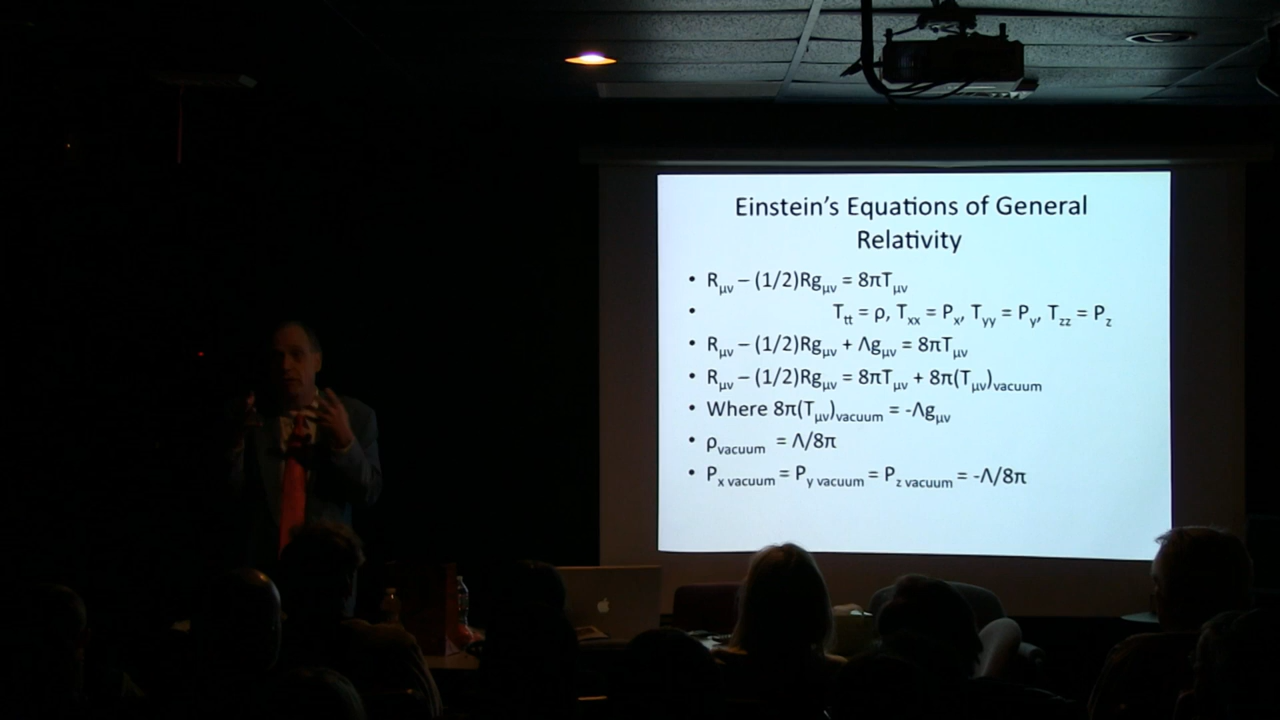 Einstein’s Equations of General
Relativity
• Rμν – (1/2)Rgμν = 8πTμν
• Ttt = ρ, Txx = Px, Tyy = Py, Tzz = Pz
• Rμν – (1/2)Rgμν + Λgμν = 8πTμν
• Rμν – (1/2)Rgμν = 8πTμν + 8π(Tμν)vacuum
• Where 8π(Tμν)vacuum = -Λgμν
• ρvacuum = Λ/8π
• Px vacuum = Py vacuum = Pz vacuum = -Λ/8π